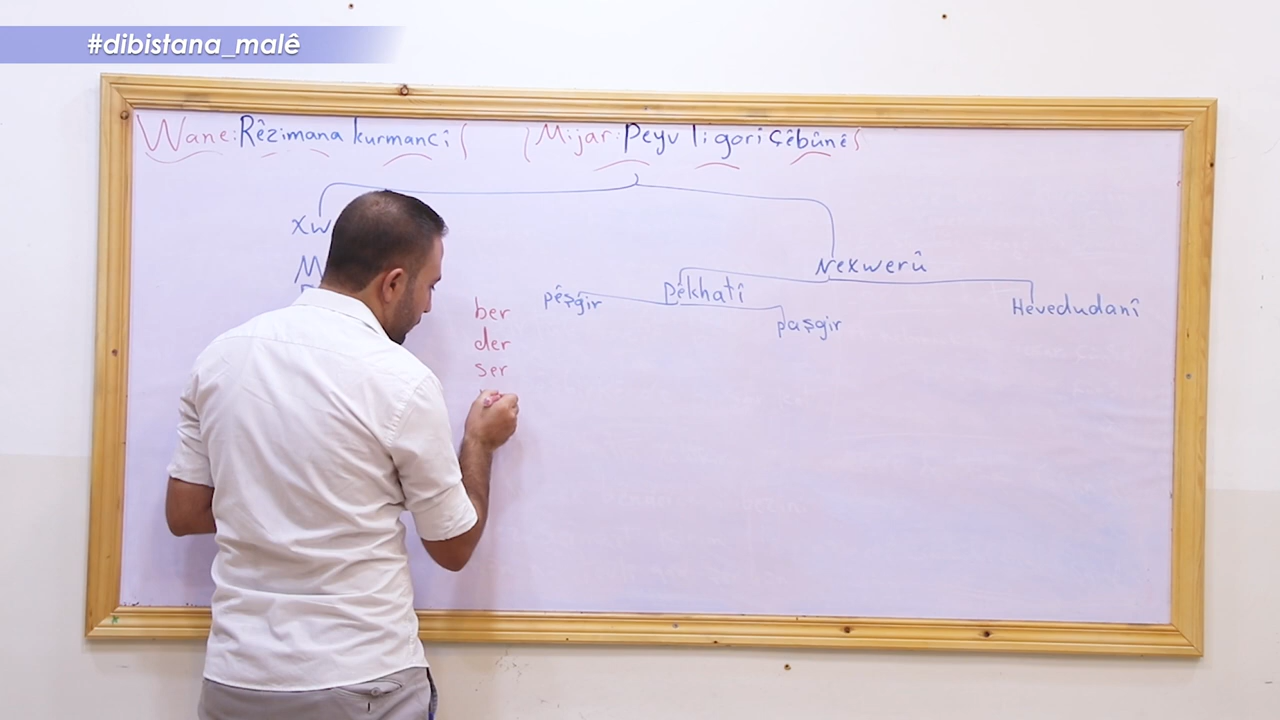 #dibistana_malê
Wane: Rêzimana kurmancî
Mijar: Peyv li gorî çêbûnê
Nexwerû
pêşgir
Pêkhatî
paşgir
Hevedudanî
ber
der
ser